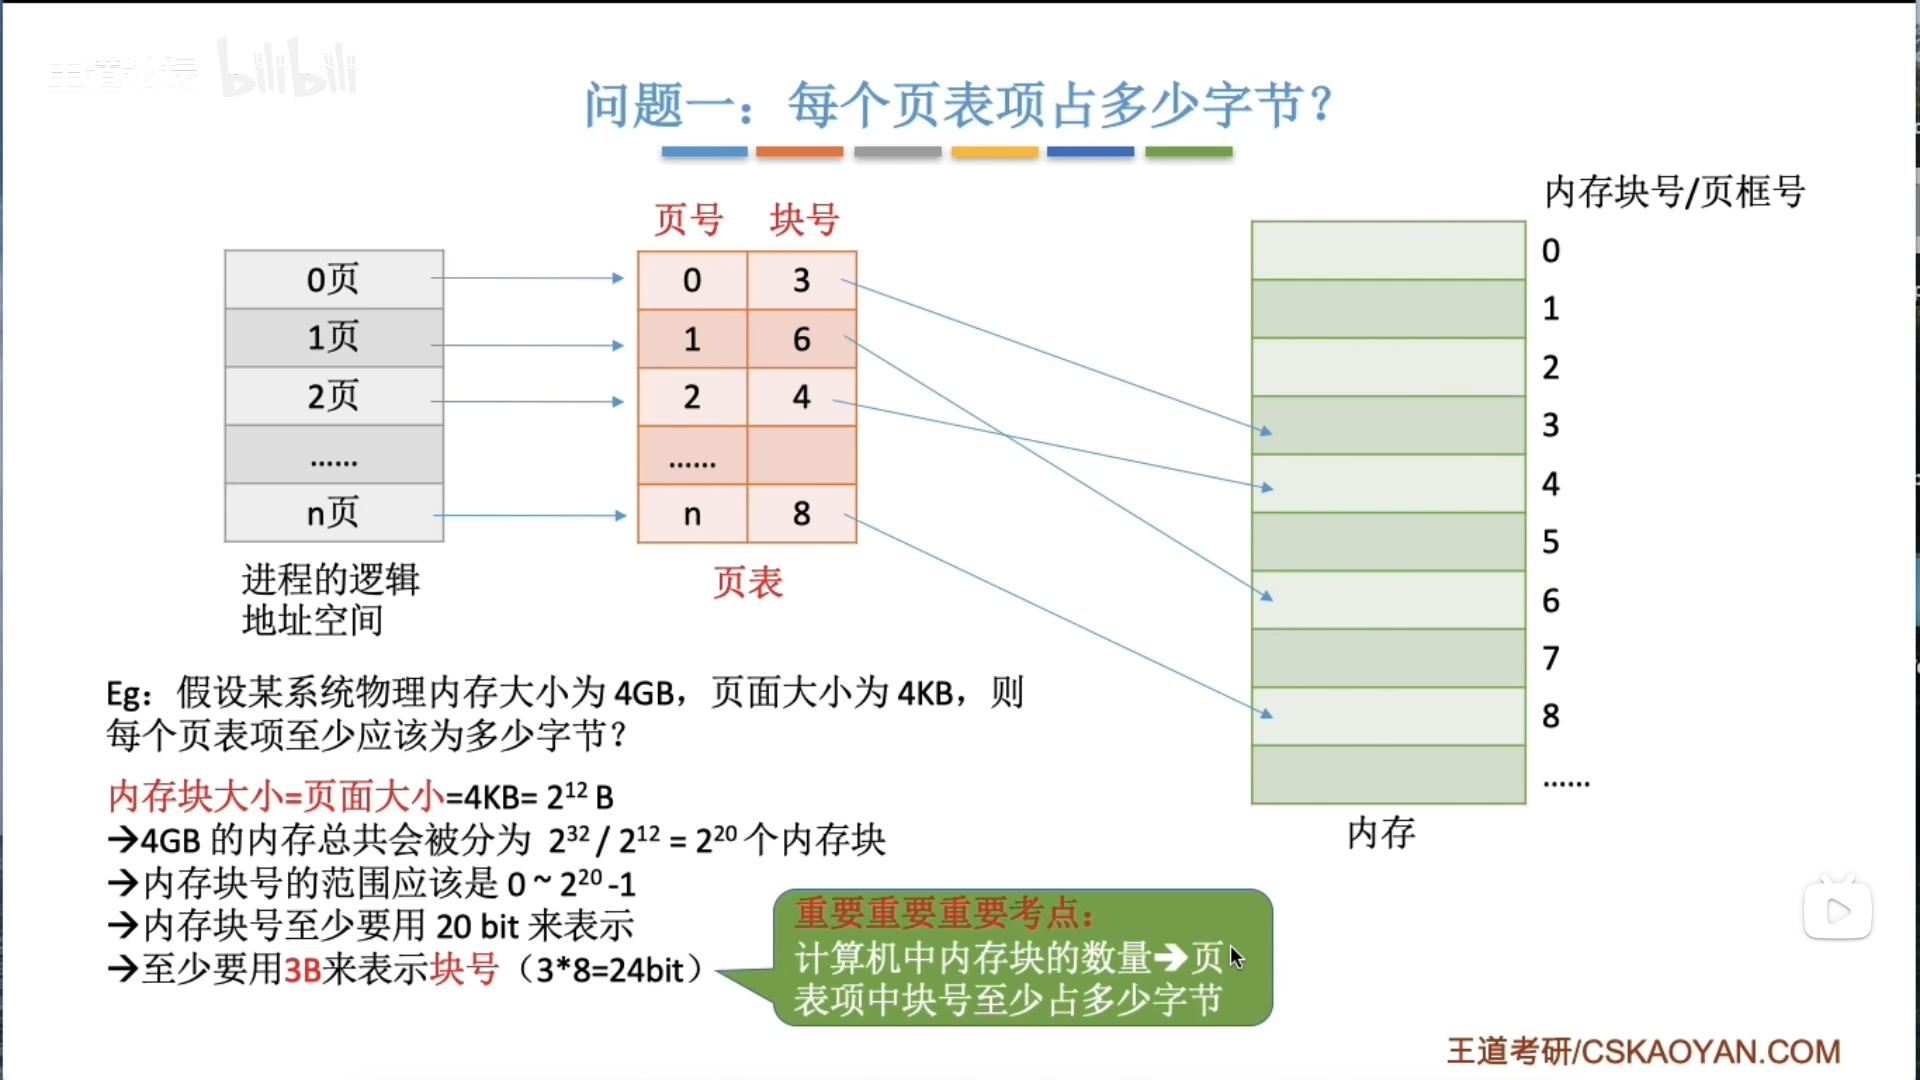 王道论坛 bilibili
问题一：每个页表项占多少字节？
内存块号/页框号
页号 块号
0页
1页
2页
......
n页
0 3
1 6
2 4
......
n 8
0
1
2
3
4
5
6
7
8
......
进程的逻辑
地址空间
页表
内存
Eg：假设某系统物理内存大小为 4GB，页面大小为 4KB，则
每个页表项至少应该为多少字节？
内存块大小=页面大小=4KB= 2¹² B
→4GB 的内存总共会被分为 2³² / 2¹² = 2²⁰ 个内存块
→内存块号的范围应该是 0 ~ 2²⁰ -1
→内存块号至少要用 20 bit 来表示
→至少要用3B来表示块号（3*8=24bit）
重要重要重要考点：
计算机中内存块的数量→页
表项中块号至少占多少字节
王道考研/CSKAOYAN.COM